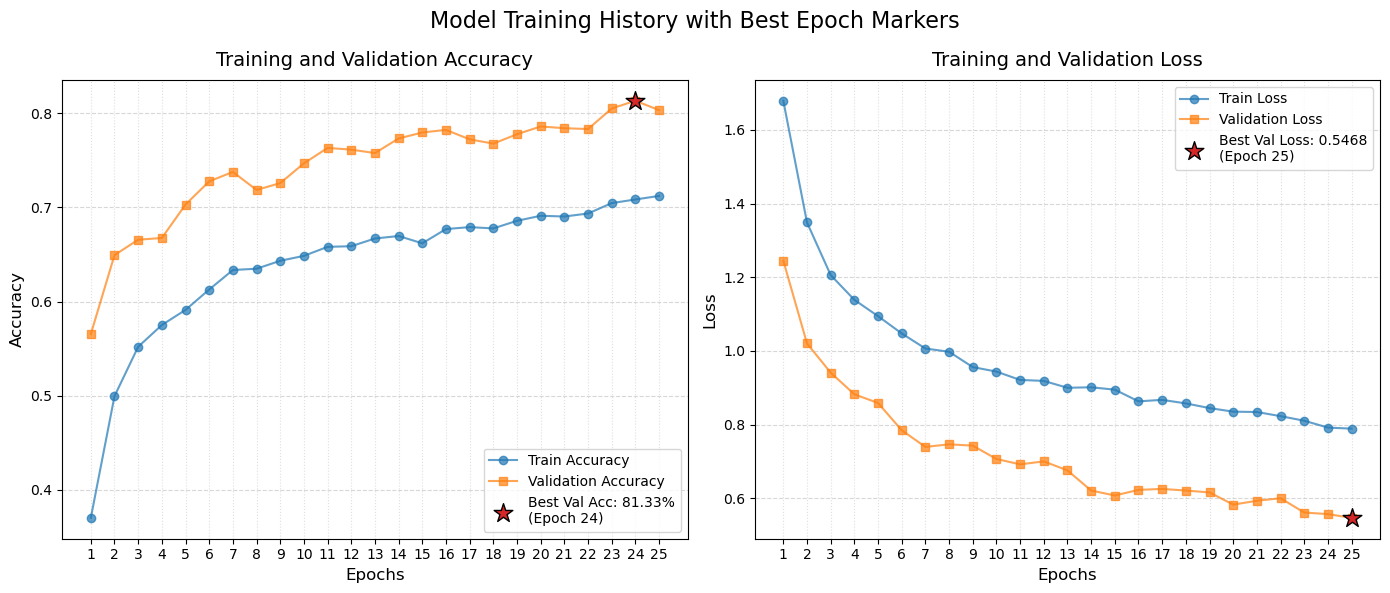 Model Training History with Best Epoch Markers
Training and Validation Accuracy
Accuracy
0.8
0.7
0.6
0.5
0.4
Train Accuracy
Validation Accuracy
Best Val Acc: 81.33%
(Epoch 24)
1 2 3 4 5 6 7 8 9 10 11 12 13 14 15 16 17 18 19 20 21 22 23 24 25
Epochs
Training and Validation Loss
Loss
1.6
1.4
1.2
1.0
0.8
0.6
Train Loss
Validation Loss
Best Val Loss: 0.5468
(Epoch 25)
1 2 3 4 5 6 7 8 9 10 11 12 13 14 15 16 17 18 19 20 21 22 23 24 25
Epochs